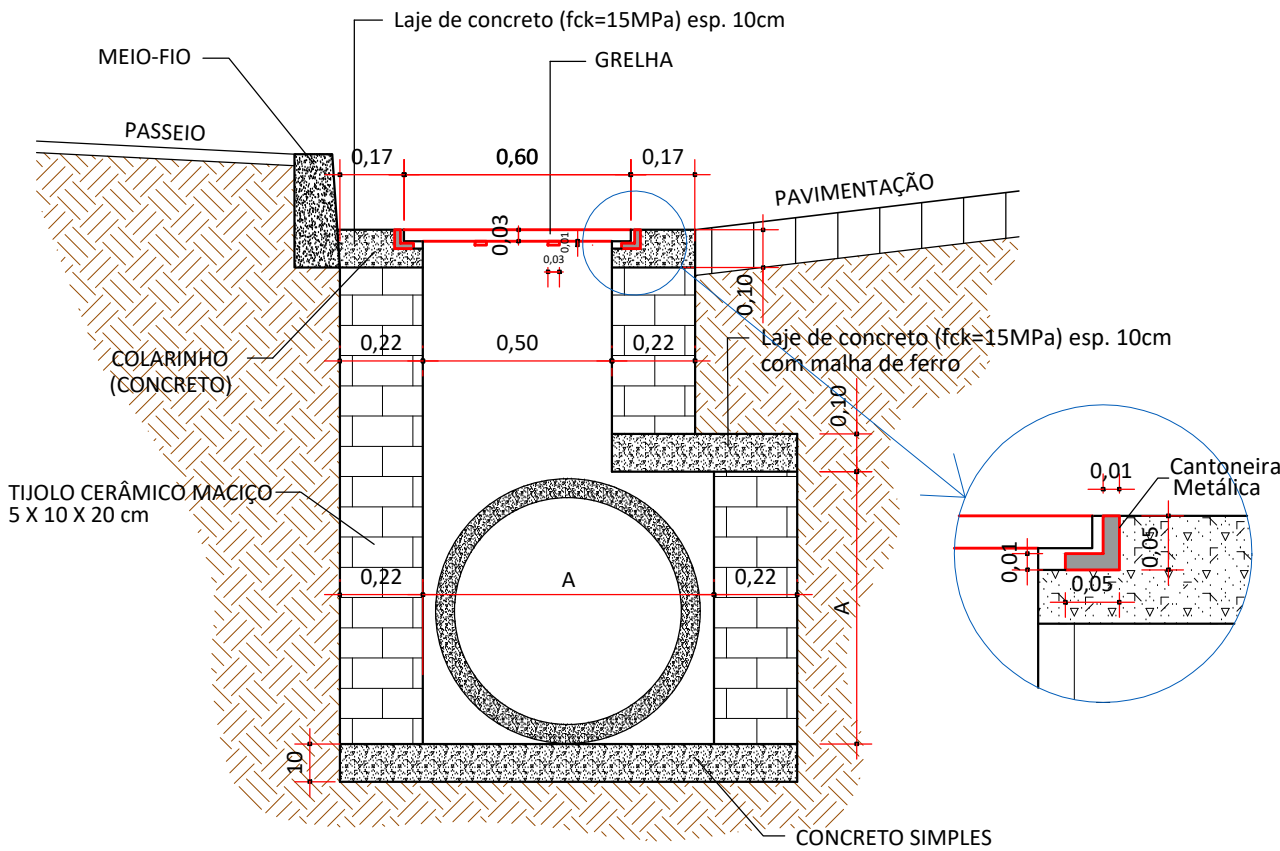 Laje de concreto (fck=15MPa) esp. 10cm
MEIO-FIO
GRELHA
PASSEIO
0,17
0,60
0,17
PAVIMENTAÇÃO
0,03
0,01
0,03
0,10
COLARINHO
(CONCRETO)
0,22
0,50
0,22
Laje de concreto (fck=15MPa) esp. 10cm
com malha de ferro
0,10
TIJOLO CERÂMICO MACIÇO
5 X 10 X 20 cm
0,22
A
0,22
A
0,01
Cantoneira
Metálica
0,01
0,05
0,05
10
CONCRETO SIMPLES